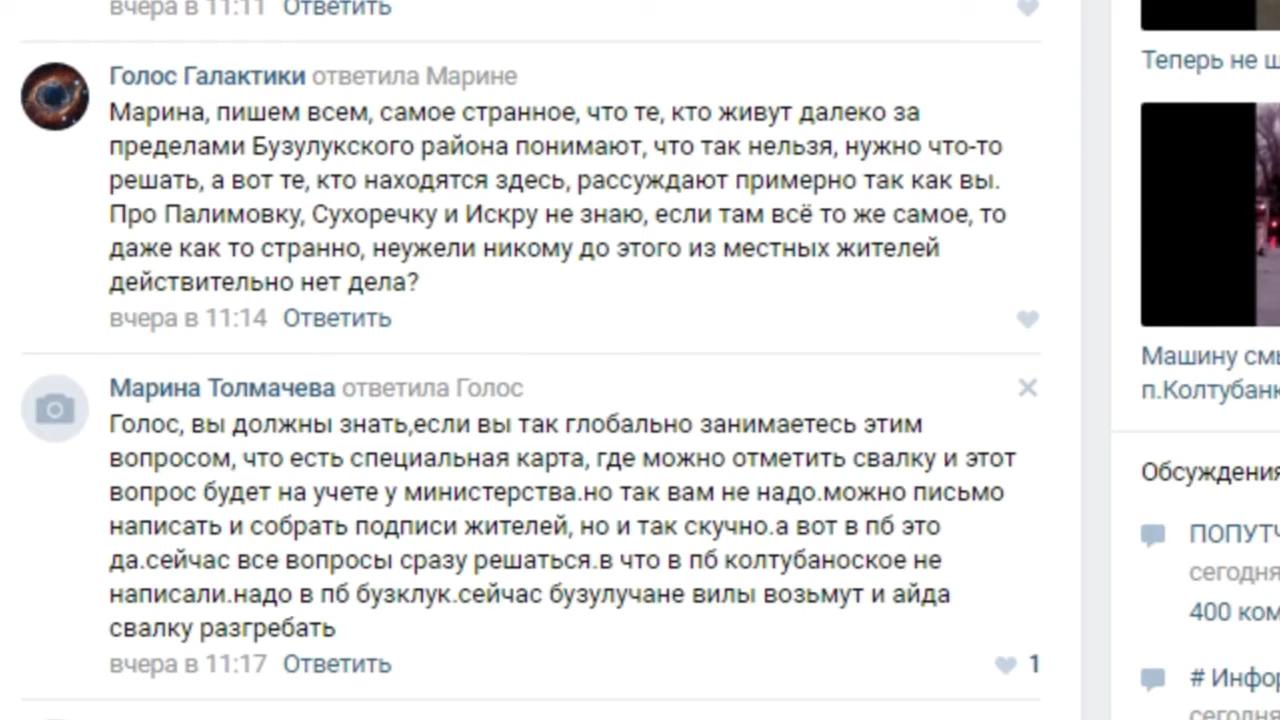 вчера в 11:11 Ответить
Голос Галактики ответила Марине
Марина, пишем всем, самое странное, что те, кто живут далеко за
пределами Бузулукского района понимают, что так нельзя, нужно что-то
решать, а вот те, кто находятся здесь, рассуждают примерно так как вы.
Про Палимовку, Сухоречку и Искру не знаю, если там всё то же самое, то
даже как то странно, неужели никому до этого из местных жителей
действительно нет дела?
вчера в 11:14 Ответить
Марина Толмачева ответила Голос
Голос, вы должны знать,если вы так глобально занимаетесь этим
вопросом, что есть специальная карта, где можно отметить свалку и этот
вопрос будет на учете у министерства.но так вам не надо.можно письмо
написать и собрать подписи жителей, но и так скучно.а вот в пб это
да.сейчас все вопросы сразу решаться.в что в пб колтубаноское не
написали.надо в пб бузклук.сейчас бузулучане вилы возьмут и айда
свалку разгребать
вчера в 11:17 Ответить
1
Теперь не
Машину
п.Колтубан
Обсуждения
ПОПУТЧ
сегодня
400 ком
# Инфор
сегодня